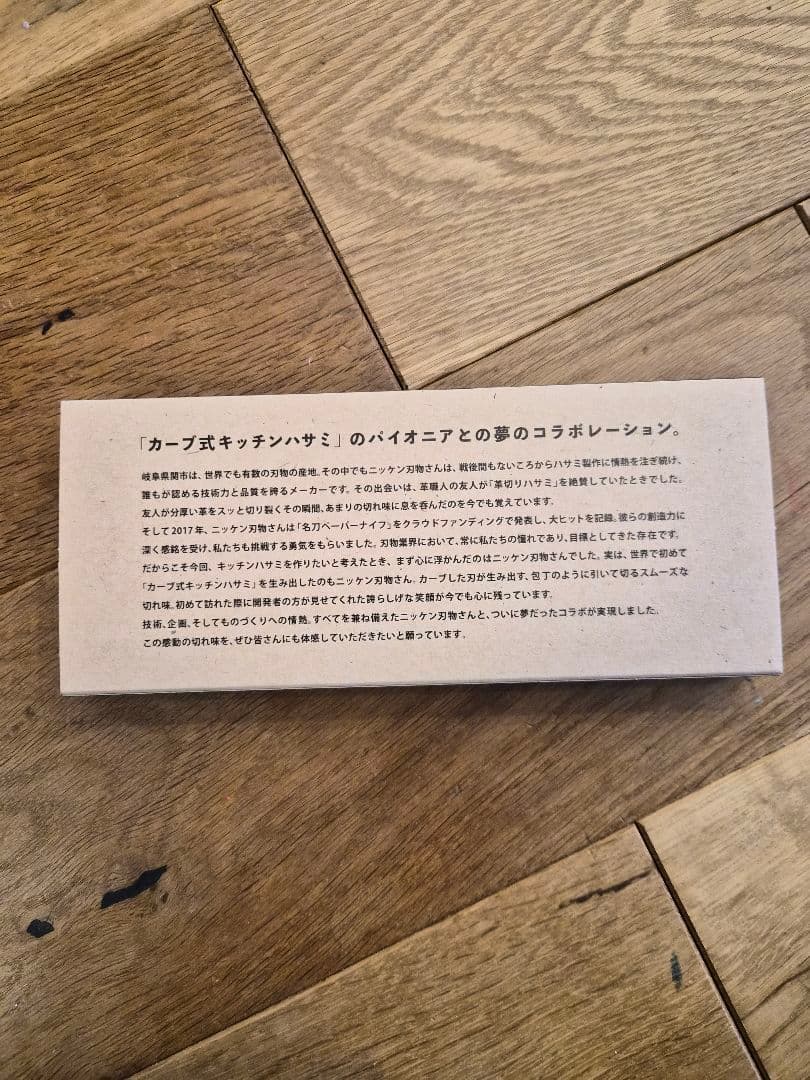 「カーブ式キッチンハサミ」のパイオニアとの夢のコラボレーション。
岐阜県関市は、世界でも有数の刃物の産地。その中でもニッケン刃物さんは、戦後間もないころからハサミ製作に情熱を注ぎ続け、
誰もが認める技術力と品質を誇るメーカーです。その出会いは、革職人の友人が「革切りハサミ」を絶賛していたときでした。
友人が分厚い革をスッと切り裂くその瞬間、あまりの切れ味に息を呑んだのを今でも覚えています。
そして2017年、ニッケン刃物さんは「名刀ペーパーナイフ」をクラウドファンディングで発表し、大ヒットを記録。彼らの創造力に
深く感銘を受け、私たちも挑戦する勇気をもらいました。刃物業界において、常に私たちの憧れであり、目標としてきた存在です。
だからこそ今回、キッチンハサミを作りたいと考えたとき、まず心に浮かんだのはニッケン刃物さんでした。実は、世界で初めて
「カーブ式キッチンハサミ」を生み出したのもニッケン刃物さん。カーブした刃が生み出す、包丁のように引いて切るスムーズな
切れ味。初めて訪れた際に開発者の方が見せてくれた誇らしげな笑顔が今でも心に残っています。
技術、企画、そしてものづくりへの情熱。すべてを兼ね備えたニッケン刃物さんと、ついに夢だったコラボが実現しました。
この感動の切れ味を、ぜひ皆さんにも体感していただきたいと願っています。